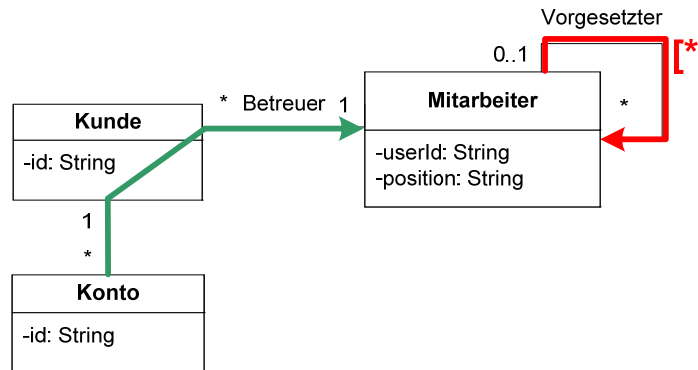 Vorgesetzter
0..1
[*
* Betreuer 1
Mitarbeiter
*
Kunde
-id: String
-userId: String
-position: String
1
*
Konto
-id: String